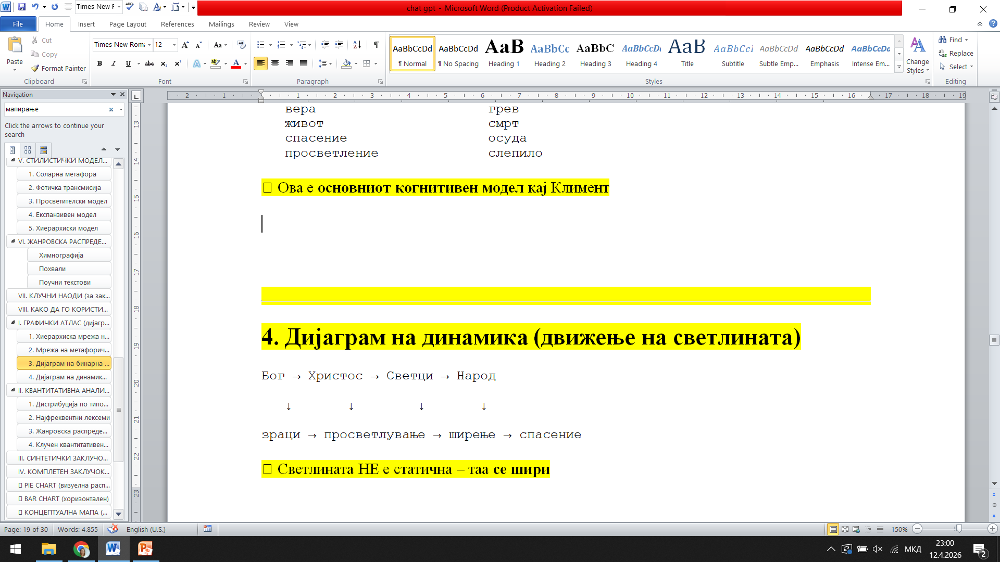 Times New F
chat gpt - Microsoft Word (Product Activation Failed)
File Home Insert Page Layout References Mailings Review View
Paste
Cut
Copy
Format Painter
Clipboard
Times New Roma 12
Font
Paragraph
AaBbCcDd AaBbCcDd AaB AaBbCc AaBbC AaBbCcD AaB AaBbCcI AaBbCcDd AaBbCcDd AaBbCcDd
¶ Normal ¶ No Spacing Heading 1 Heading 2 Heading 3 Heading 4 Title Subtitle Subtle Emp... Emphasis Intense Em...
Styles
Change Styles
Find
Replace
Select
Editing
Navigation
мапирање
Click the arrows to continue your
search
V. СТИЛИСТИЧКИ МОДЕЛ...
1. Соларна метафора
2. Фотичка трансмисија
3. Просветителски модел
4. Експанзивен модел
5. Хиерархиски модел
VI. ЖАНРОВСКА РАСПРЕДЕ...
Химнографија
Похвали
Поучни текстови
VII. КЛУЧНИ НАОДИ (за зак...
VIII. КАКО ДА ГО КОРИСТИ...
I. ГРАФИЧКИ АТЛАС (дијагр...
1. Хиерархиска мрежа н...
2. Мрежа на метафорич...
3. Дијаграм на бинарна ...
4. Дијаграм на динамик...
II. КВАНТИТАТИВНА АНАЛИ...
1. Дистрибуција по типо...
2. Најфреквентни лексеми
3. Жанровска распреде...
4. Клучен квантитативен...
III. СИНТЕТИЧКИ ЗАКЛУЧО...
IV. КОМПЛЕТЕН ЗАКЛУЧОК...
PIE CHART (визуелна расп...
BAR CHART (хоризонтален)
КОНЦЕПТУАЛНА МАПА (...
2 1 1 2 3 4 5 6 7 8 9 10 11 12 13 14 15 16 17 18 19
13 14 15 16 17 18 19 20 21 22 23
вера грев
живот смрт
спасение осуда
просветление слепило
Ова е основниот когнитивен модел кај Климент
4. Дијаграм на динамика (движење на светлината)
Бог → Христос → Светци → Народ
↓ ↓ ↓ ↓
зраци → просветлување → ширење → спасение
Светлината НЕ е статична – таа се шири
Page: 19 of 30 Words: 4.855 English (U.S.) 150%
МКД
23:00
12.4.2026
2